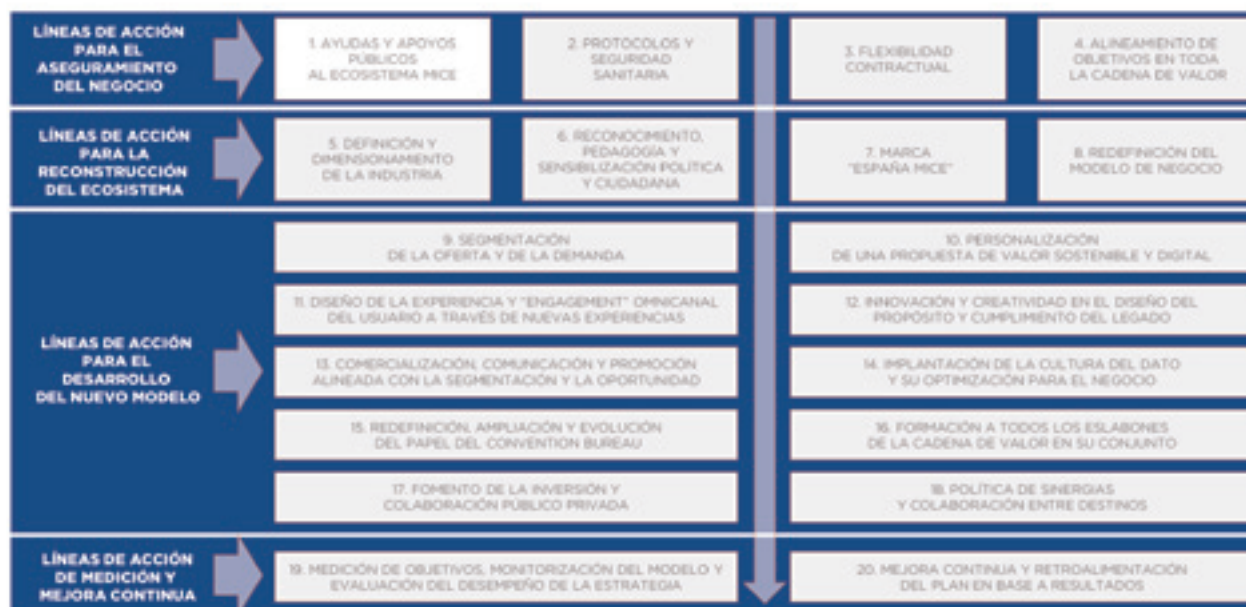 LÍNEAS DE ACCIÓN
PARA EL
ASEGURAMIENTO
DEL NEGOCIO
1. AYUDAS Y APOYOS
PÚBLICOS
AL ECOSISTEMA MICE
2. PROTOCOLOS Y
SEGURIDAD
SANITARIA
3. FLEXIBILIDAD
CONTRACTUAL
4. ALINEAMIENTO DE
OBJETIVOS EN TODA
LA CADENA DE VALOR
LÍNEAS DE ACCIÓN
PARA LA
RECONSTRUCCIÓN
DEL ECOSISTEMA
5. DEFINICIÓN Y
DIMENSIONAMIENTO
DE LA INDUSTRIA
6. RECONOCIMIENTO,
PEDAGOGÍA Y
SENSIBILIZACIÓN POLÍTICA
Y CIUDADANA
7. MARCA
"ESPAÑA MICE"
8. REDEFINICIÓN DEL
MODELO DE NEGOCIO
LÍNEAS DE ACCIÓN
PARA EL
DESARROLLO
DEL NUEVO MODELO
9. SEGMENTACIÓN
DE LA OFERTA Y DE LA DEMANDA
10. PERSONALIZACIÓN
DE UNA PROPUESTA DE VALOR SOSTENIBLE Y DIGITAL
11. DISEÑO DE LA EXPERIENCIA Y "ENGAGEMENT" OMNICANAL
DEL USUARIO A TRAVÉS DE NUEVAS EXPERIENCIAS
12. INNOVACIÓN Y CREATIVIDAD EN EL DISEÑO DEL
PROPÓSITO Y CUMPLIMIENTO DEL LEGADO
13. COMERCIALIZACIÓN, COMUNICACIÓN Y PROMOCIÓN
ALINEADA CON LA SEGMENTACIÓN Y LA OPORTUNIDAD
14. IMPLANTACIÓN DE LA CULTURA DEL DATO
Y SU OPTIMIZACIÓN PARA EL NEGOCIO
15. REDEFINICIÓN, AMPLIACIÓN Y EVOLUCIÓN
DEL PAPEL DEL CONVENTION BUREAU
16. FORMACIÓN A TODOS LOS ESLABONES
DE LA CADENA DE VALOR EN SU CONJUNTO
17. FOMENTO DE LA INVERSIÓN Y
COLABORACIÓN PÚBLICO PRIVADA
18. POLÍTICA DE SINERGIAS
Y COLABORACIÓN ENTRE DESTINOS
LÍNEAS DE ACCIÓN
DE MEDICIÓN Y
MEJORA CONTINUA
19. MEDICIÓN DE OBJETIVOS, MONITORIZACIÓN DEL MODELO Y
EVALUACIÓN DEL DESEMPEÑO DE LA ESTRATEGIA
20. MEJORA CONTINUA Y RETROALIMENTACIÓN
DEL PLAN EN BASE A RESULTADOS